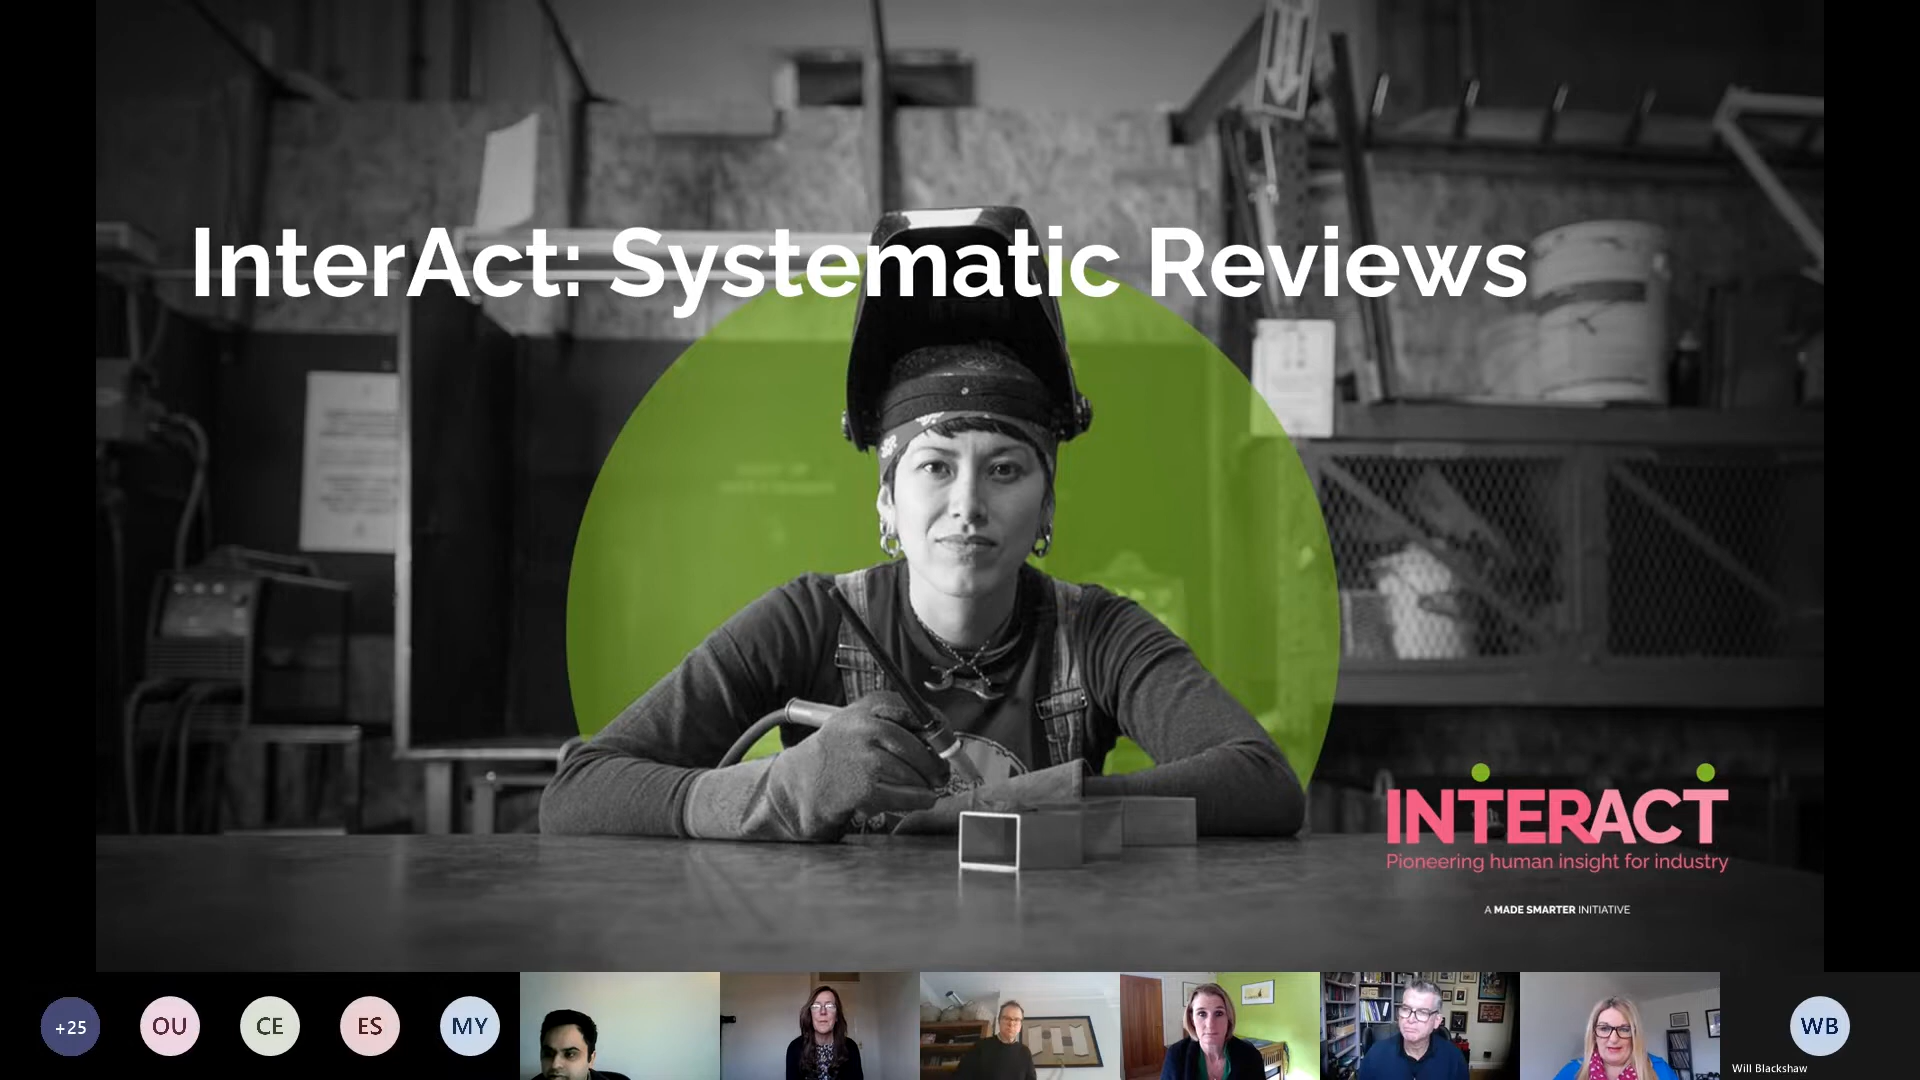 InterAct: Systematic Reviews
INTERACT
Pioneering human insight for industry
A MADE SMARTER INITIATIVE
+25
OU
CE
ES
MY
WB
Will Blackshaw